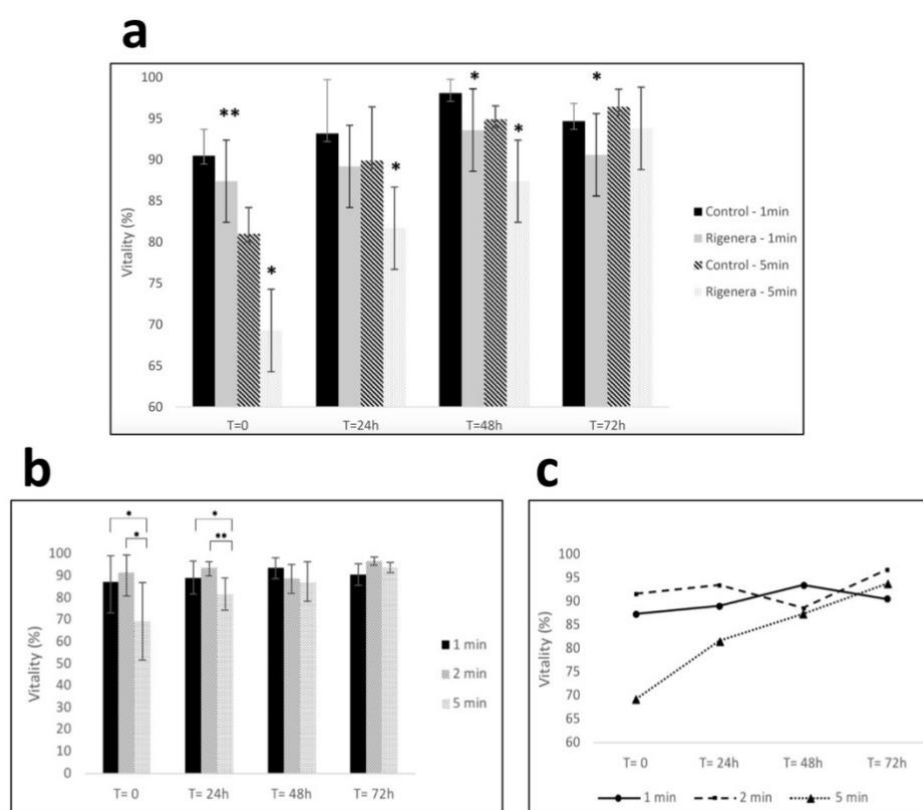 a
100
95
90
85
80
75
70
65
60
Vitality (%)
** * * * * *
T=0 T=24h T=48h T=72h
Control - 1min
Rigenera - 1min
Control - 5min
Rigenera - 5min
b
100
90
80
70
60
50
40
30
20
10
0
Vitality (%)
* * * **
T= 0 T= 24h T= 48h T= 72h
1 min
2 min
5 min
c
100
95
90
85
80
75
70
65
60
Vitality (%)
T= 0 T= 24h T= 48h T= 72h
1 min 2 min 5 min